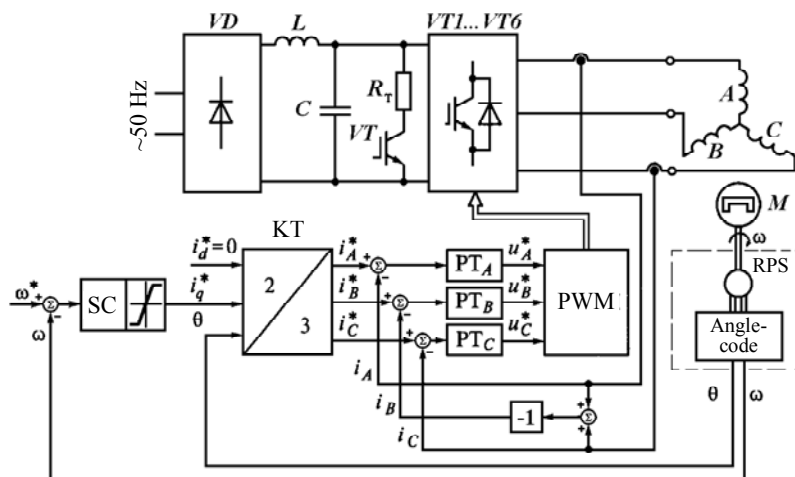 VD
L
VT1...VT6
~50 Hz
C
R_T
VT
A
B
C
M
ω
KT
i_d^*=0
i_q^*
θ
2
3
ω*
+
Σ
-
ω
SC
i_A^*
i_B^*
i_C^*
+
Σ
-
+
Σ
-
+
Σ
-
PT_A
PT_B
PT_C
u_A^*
u_B^*
u_C^*
PWM
RPS
Angle-
code
θ
ω
i_A
i_B
i_C
-1
+
Σ
+